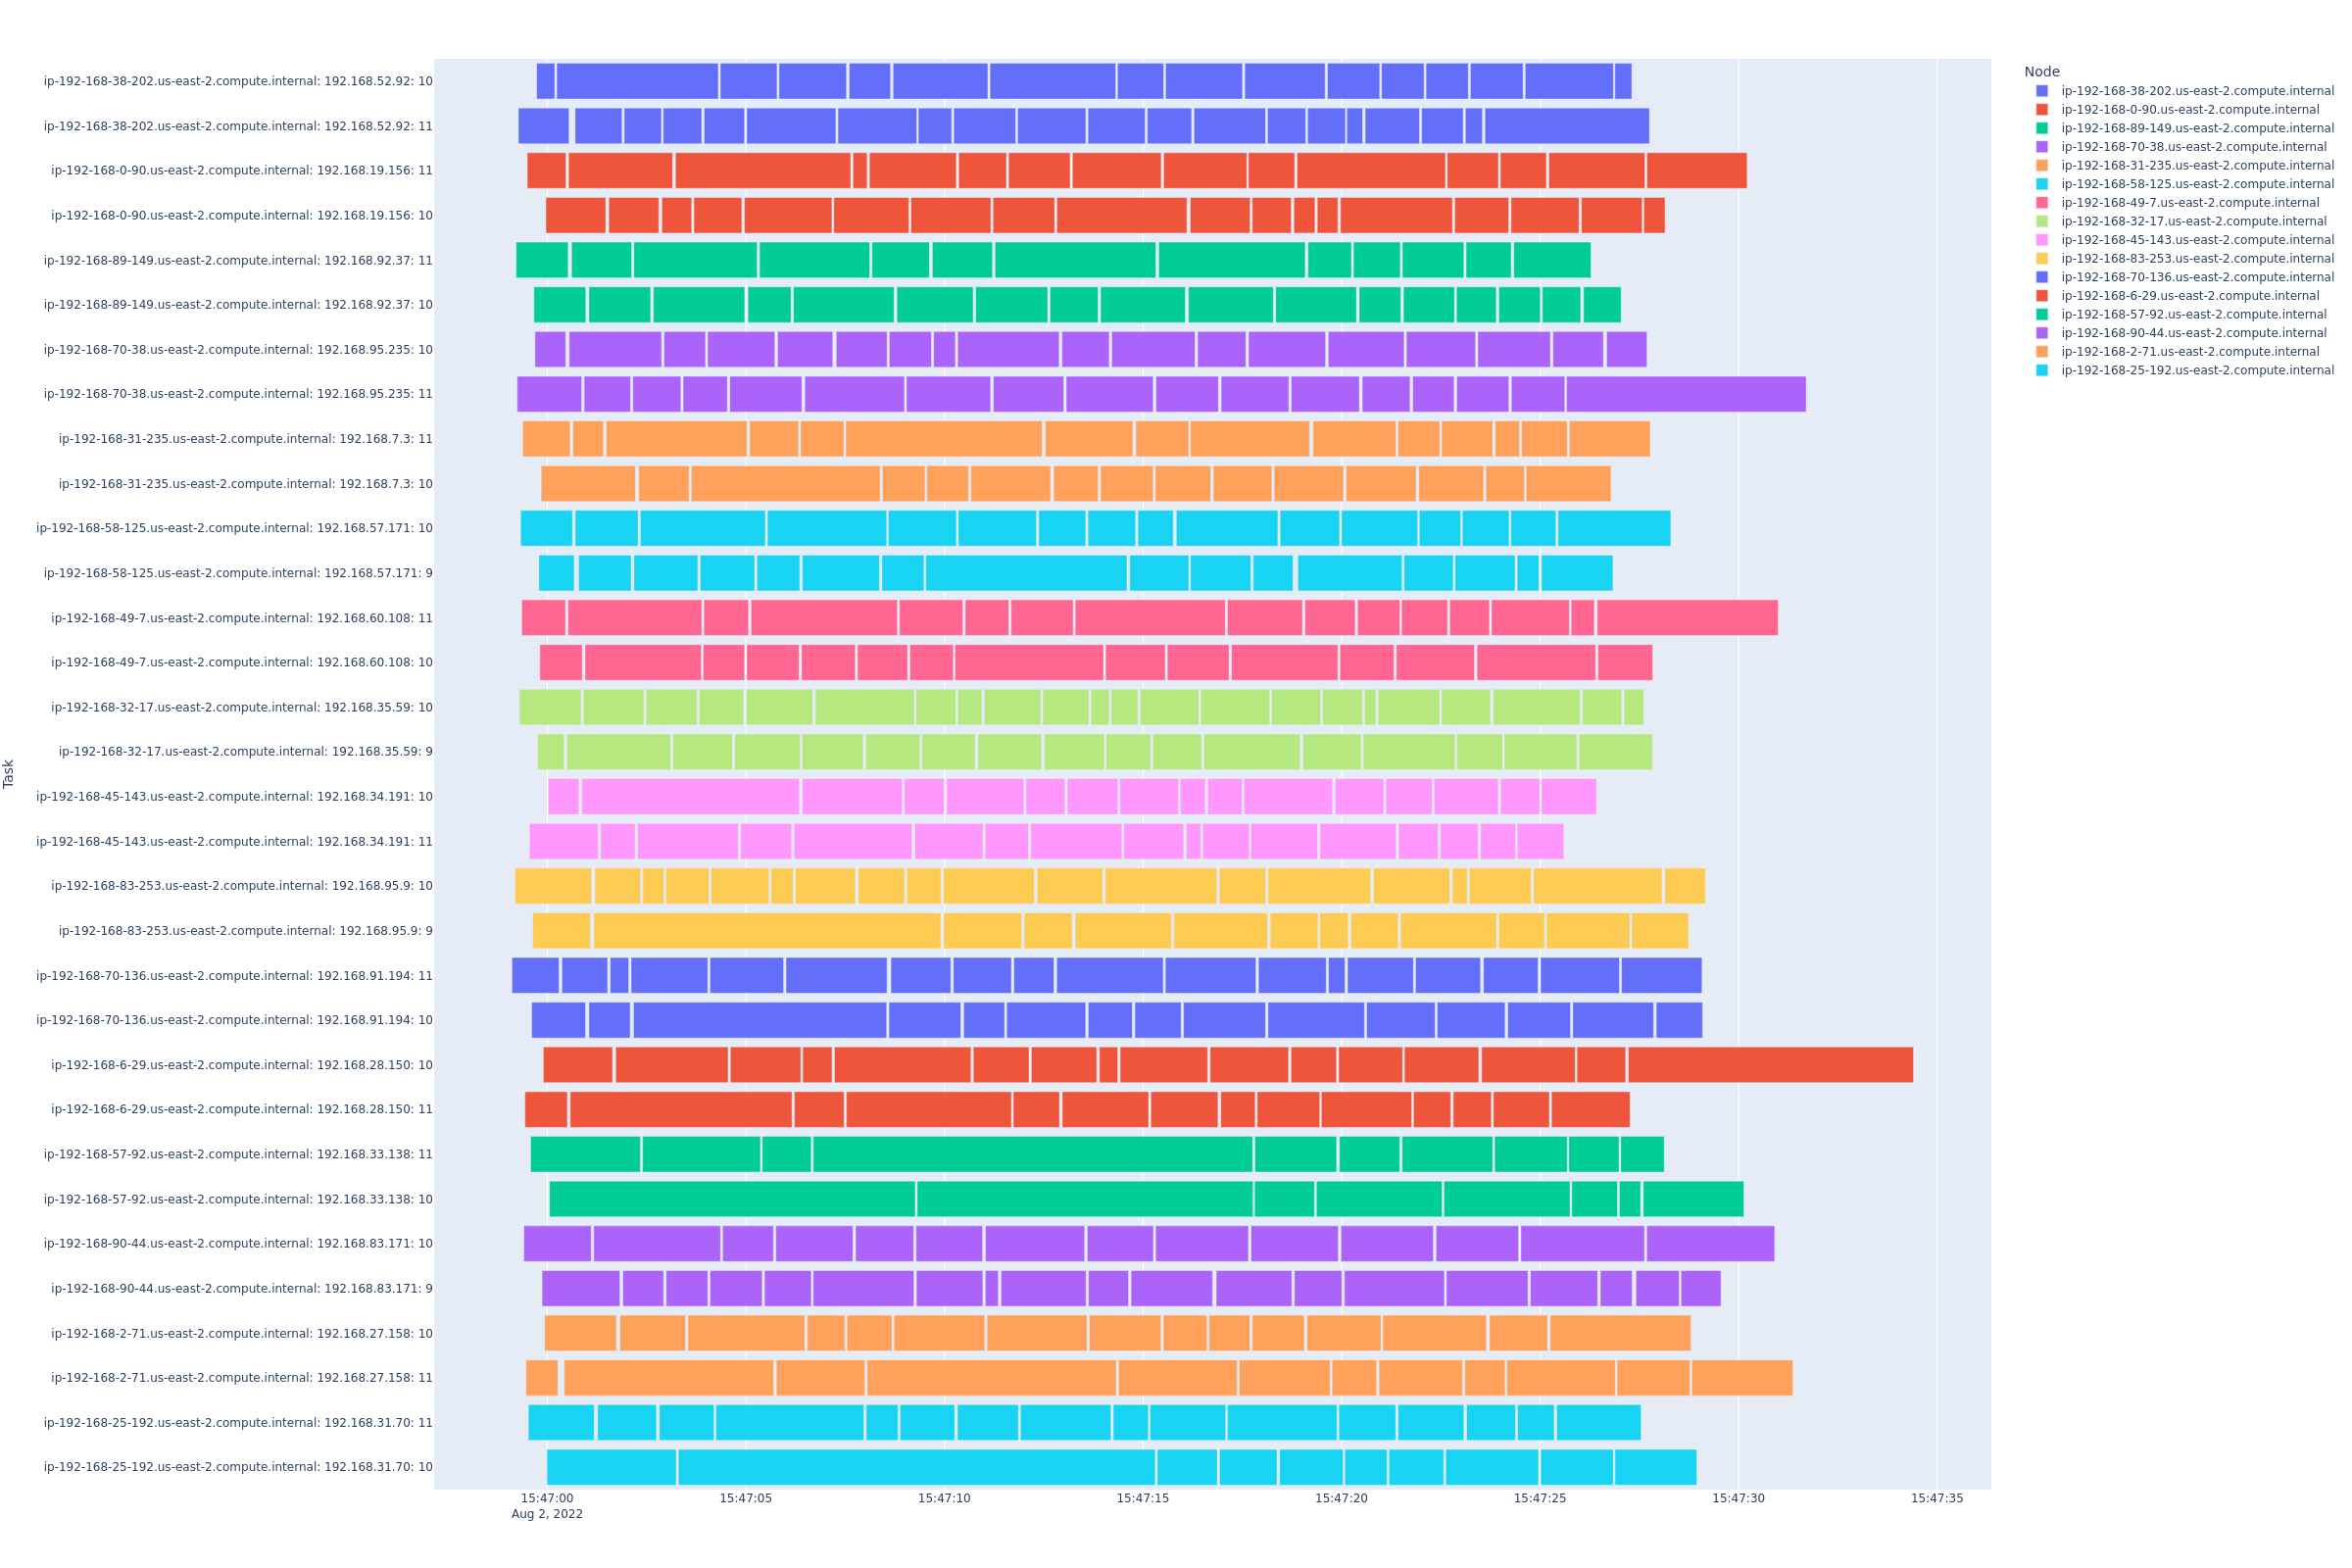 ip-192-168-38-202.us-east-2.compute.internal: 192.168.52.92: 10
ip-192-168-38-202.us-east-2.compute.internal: 192.168.52.92: 11
ip-192-168-0-90.us-east-2.compute.internal: 192.168.19.156: 11
ip-192-168-0-90.us-east-2.compute.internal: 192.168.19.156: 10
ip-192-168-89-149.us-east-2.compute.internal: 192.168.92.37: 11
ip-192-168-89-149.us-east-2.compute.internal: 192.168.92.37: 10
ip-192-168-70-38.us-east-2.compute.internal: 192.168.95.235: 10
ip-192-168-70-38.us-east-2.compute.internal: 192.168.95.235: 11
ip-192-168-31-235.us-east-2.compute.internal: 192.168.7.3: 11
ip-192-168-31-235.us-east-2.compute.internal: 192.168.7.3: 10
ip-192-168-58-125.us-east-2.compute.internal: 192.168.57.171: 10
ip-192-168-58-125.us-east-2.compute.internal: 192.168.57.171: 9
ip-192-168-49-7.us-east-2.compute.internal: 192.168.60.108: 11
ip-192-168-49-7.us-east-2.compute.internal: 192.168.60.108: 10
ip-192-168-32-17.us-east-2.compute.internal: 192.168.35.59: 10
ip-192-168-32-17.us-east-2.compute.internal: 192.168.35.59: 9
ip-192-168-45-143.us-east-2.compute.internal: 192.168.34.191: 10
ip-192-168-45-143.us-east-2.compute.internal: 192.168.34.191: 11
ip-192-168-83-253.us-east-2.compute.internal: 192.168.95.9: 10
ip-192-168-83-253.us-east-2.compute.internal: 192.168.95.9: 9
ip-192-168-70-136.us-east-2.compute.internal: 192.168.91.194: 11
ip-192-168-70-136.us-east-2.compute.internal: 192.168.91.194: 10
ip-192-168-6-29.us-east-2.compute.internal: 192.168.28.150: 10
ip-192-168-6-29.us-east-2.compute.internal: 192.168.28.150: 11
ip-192-168-57-92.us-east-2.compute.internal: 192.168.33.138: 11
ip-192-168-57-92.us-east-2.compute.internal: 192.168.33.138: 10
ip-192-168-90-44.us-east-2.compute.internal: 192.168.83.171: 10
ip-192-168-90-44.us-east-2.compute.internal: 192.168.83.171: 9
ip-192-168-2-71.us-east-2.compute.internal: 192.168.27.158: 10
ip-192-168-2-71.us-east-2.compute.internal: 192.168.27.158: 11
ip-192-168-25-192.us-east-2.compute.internal: 192.168.31.70: 11
ip-192-168-25-192.us-east-2.compute.internal: 192.168.31.70: 10
Task
15:47:00 15:47:05 15:47:10 15:47:15 15:47:20 15:47:25 15:47:30 15:47:35
Aug 2, 2022
Node
ip-192-168-38-202.us-east-2.compute.internal
ip-192-168-0-90.us-east-2.compute.internal
ip-192-168-89-149.us-east-2.compute.internal
ip-192-168-70-38.us-east-2.compute.internal
ip-192-168-31-235.us-east-2.compute.internal
ip-192-168-58-125.us-east-2.compute.internal
ip-192-168-49-7.us-east-2.compute.internal
ip-192-168-32-17.us-east-2.compute.internal
ip-192-168-45-143.us-east-2.compute.internal
ip-192-168-83-253.us-east-2.compute.internal
ip-192-168-70-136.us-east-2.compute.internal
ip-192-168-6-29.us-east-2.compute.internal
ip-192-168-57-92.us-east-2.compute.internal
ip-192-168-90-44.us-east-2.compute.internal
ip-192-168-2-71.us-east-2.compute.internal
ip-192-168-25-192.us-east-2.compute.internal